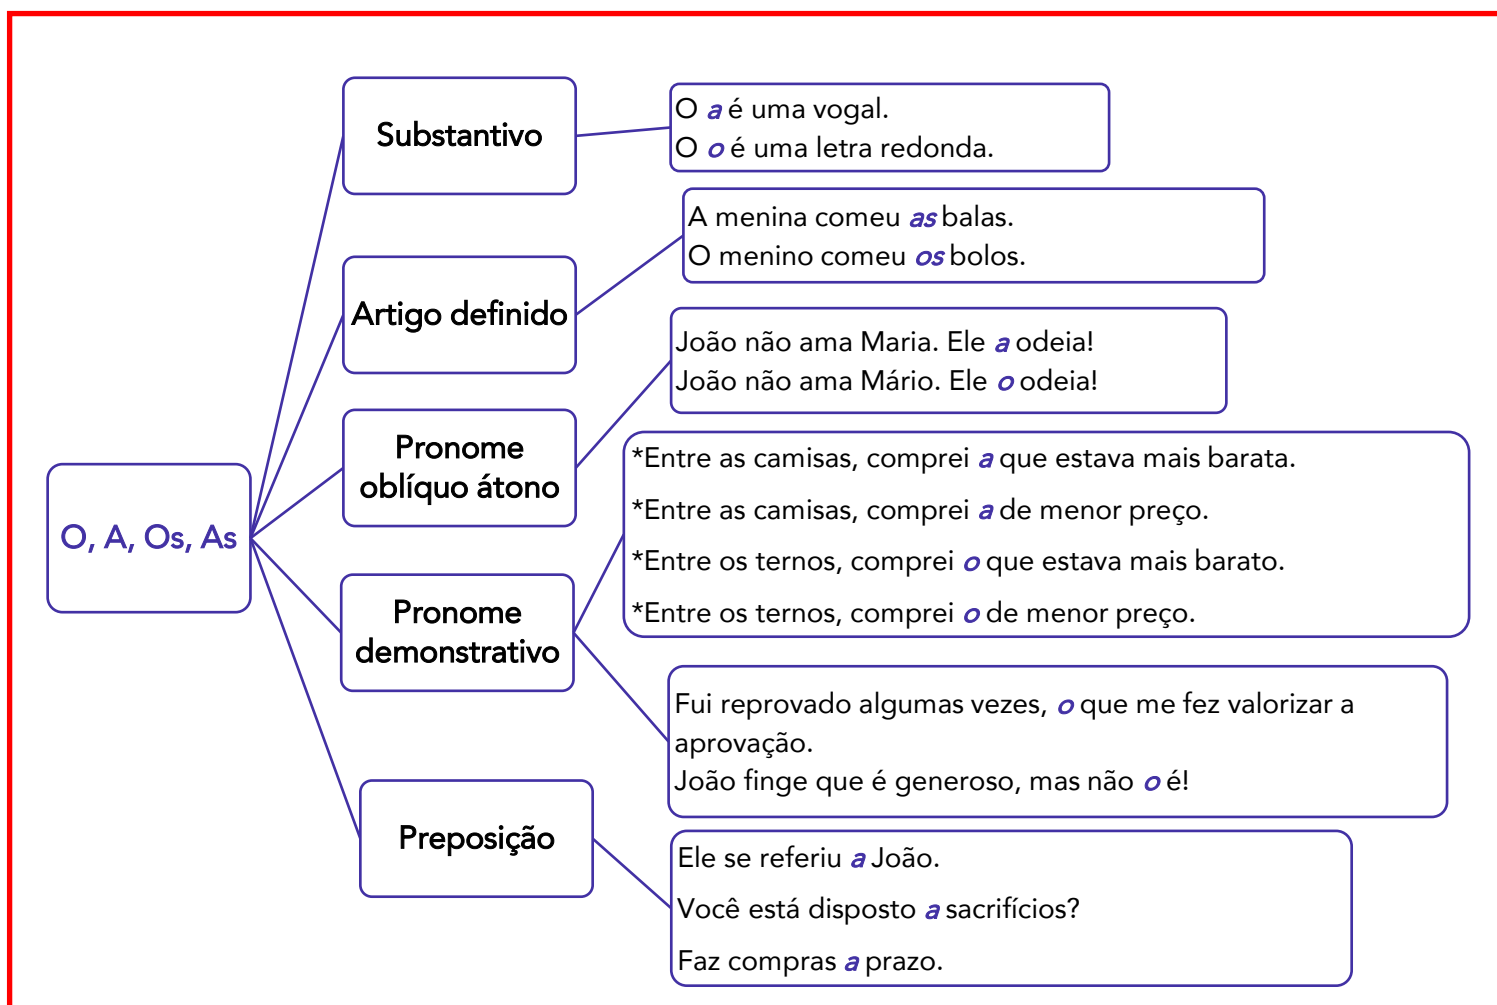 O, A, Os, As
Substantivo
O a é uma vogal.
O o é uma letra redonda.
Artigo definido
A menina comeu as balas.
O menino comeu os bolos.
Pronome
oblíquo átono
João não ama Maria. Ele a odeia!
João não ama Mário. Ele o odeia!
Pronome
demonstrativo
*Entre as camisas, comprei a que estava mais barata.
*Entre as camisas, comprei a de menor preço.
*Entre os ternos, comprei o que estava mais barato.
*Entre os ternos, comprei o de menor preço.
Fui reprovado algumas vezes, o que me fez valorizar a
aprovação.
João finge que é generoso, mas não o é!
Preposição
Ele se referiu a João.
Você está disposto a sacrifícios?
Faz compras a prazo.